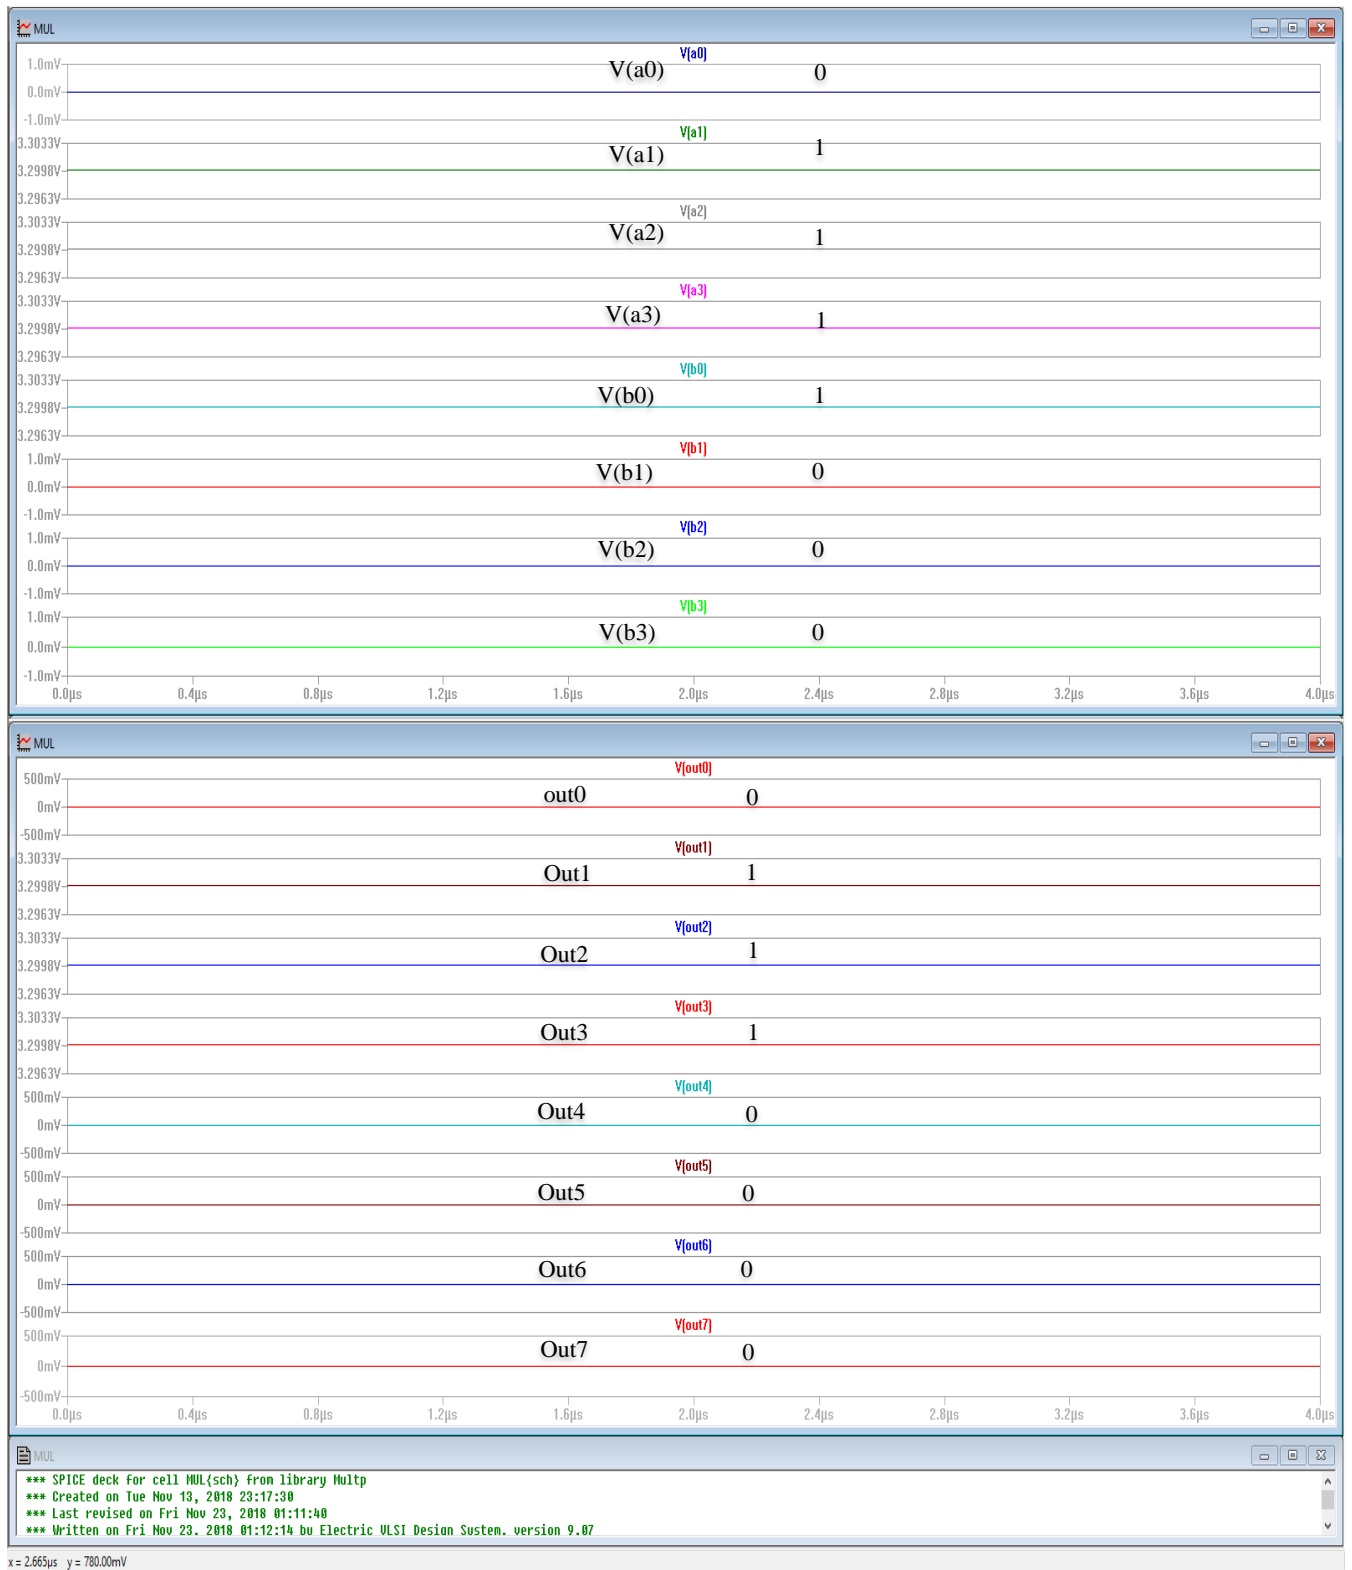 MUL
V(a0)
1.0mV
V(a0) 0
0.0mV
-1.0mV
V(a1)
3.3033V
V(a1) 1
3.2998V
3.2963V
V(a2)
3.3033V
V(a2) 1
3.2998V
3.2963V
V(a3)
3.3033V
V(a3) 1
3.2998V
3.2963V
V(b0)
3.3033V
V(b0) 1
3.2998V
3.2963V
V(b1)
1.0mV
V(b1) 0
0.0mV
-1.0mV
V(b2)
1.0mV
V(b2) 0
0.0mV
-1.0mV
V(b3)
1.0mV
V(b3) 0
0.0mV
-1.0mV
0.0µs 0.4µs 0.8µs 1.2µs 1.6µs 2.0µs 2.4µs 2.8µs 3.2µs 3.6µs 4.0µs
MUL
V(out0)
500mV
out0 0
0mV
-500mV
V(out1)
3.3033V
Out1 1
3.2998V
3.2963V
V(out2)
3.3033V
Out2 1
3.2998V
3.2963V
V(out3)
3.3033V
Out3 1
3.2998V
3.2963V
V(out4)
500mV
Out4 0
0mV
-500mV
V(out5)
500mV
Out5 0
0mV
-500mV
V(out6)
500mV
Out6 0
0mV
-500mV
V(out7)
500mV
Out7 0
0mV
-500mV
0.0µs 0.4µs 0.8µs 1.2µs 1.6µs 2.0µs 2.4µs 2.8µs 3.2µs 3.6µs 4.0µs
MUL
*** SPICE deck for cell MUL{sch} from library Multp
*** Created on Tue Nov 13, 2018 23:17:30
*** Last revised on Fri Nov 23, 2018 01:11:40
*** Written on Fri Nov 23, 2018 01:12:14 by Electric VLSI Design System, version 9.07
x = 2.665µs y = 780.00mV